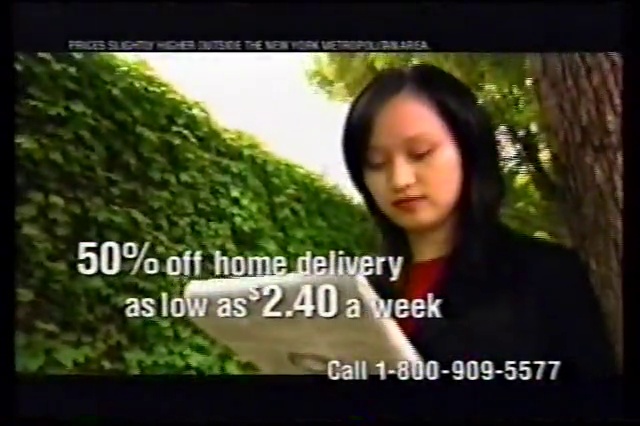 PRICES SLIGHTLY HIGHER OUTSIDE THE NEW YORK METROPOLITAN AREA.
50% off home delivery
as low as $2.40 a week
Call 1-800-909-5577